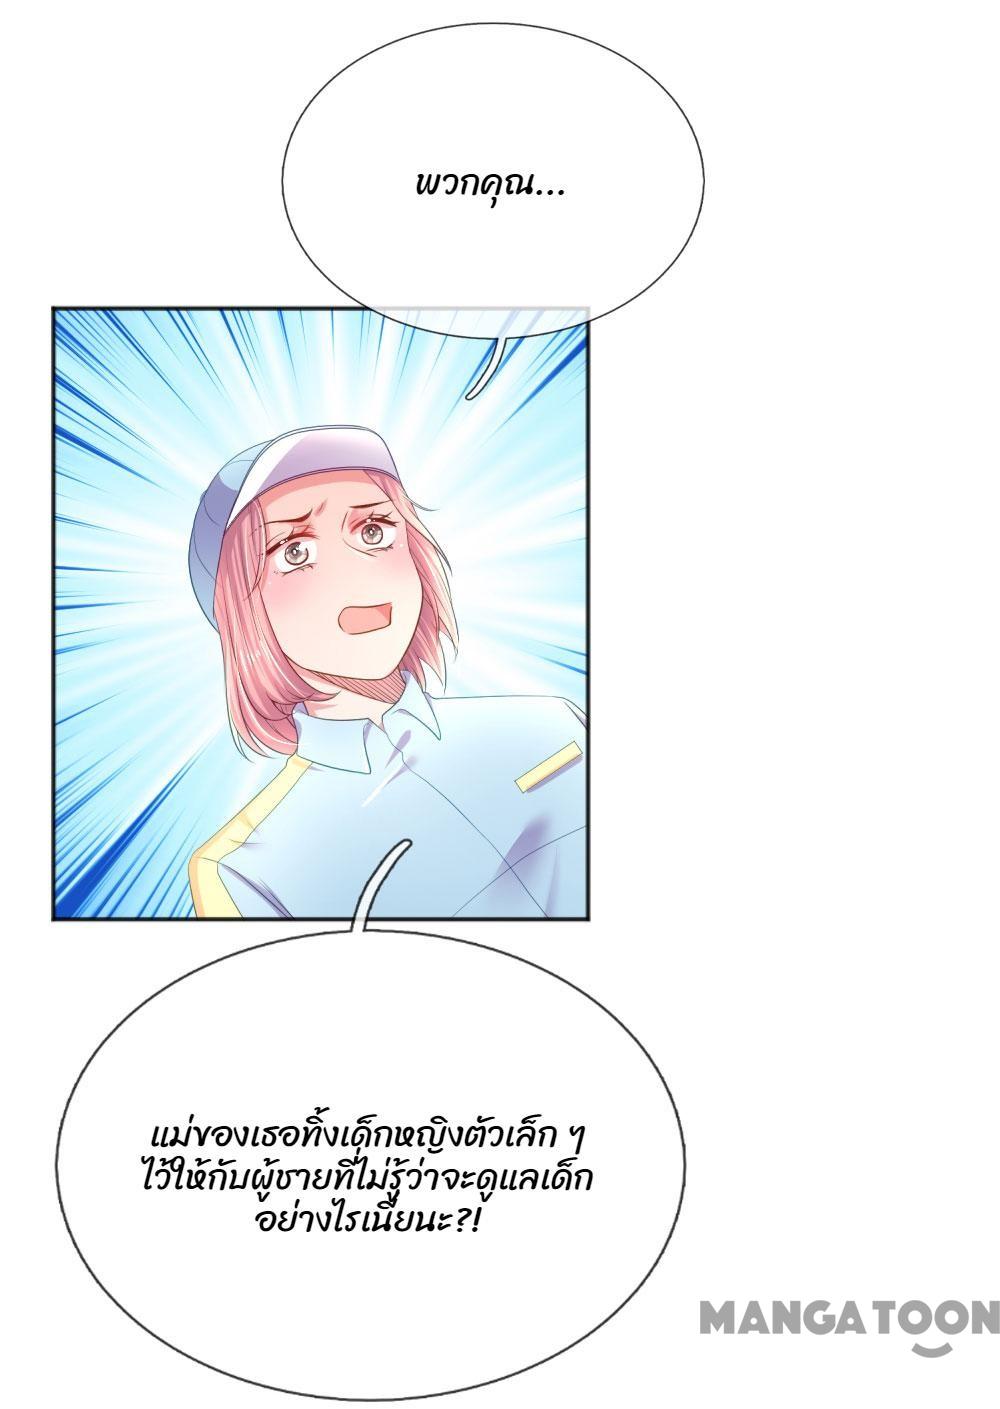 พวกคุณ...
แม่ของเธอทิ้งเด็กหญิงตัวเล็ก ๆ
ไว้ให้กับผู้ชายที่ไม่รู้ว่าจะดูแลเด็ก
อย่างไรเนี่ยนะ?!
MANGATOON